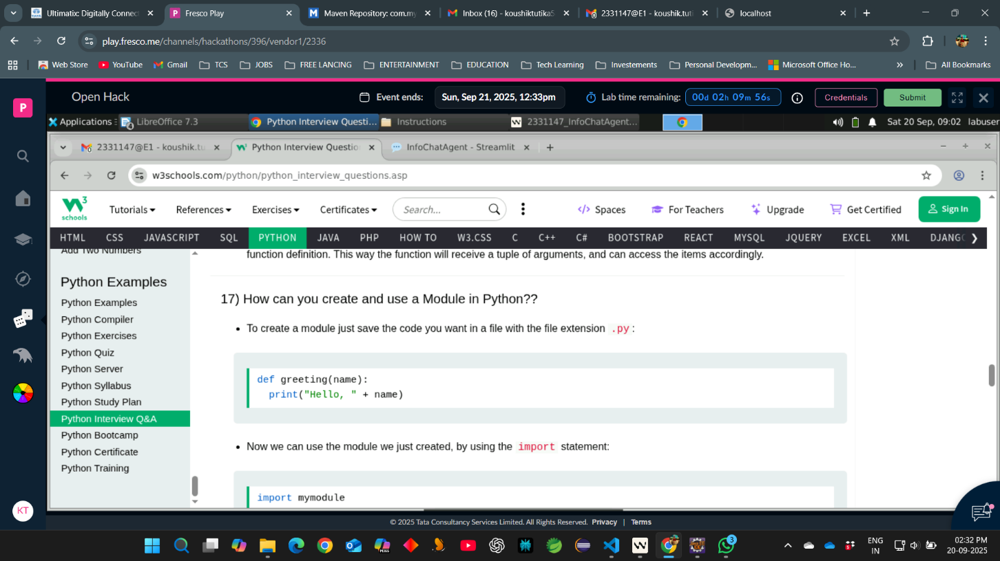 Ultimatix: Digitally Connect
Fresco Play
Maven Repository: com.my
Inbox (16) - koushiktutika5
2331147@E1 - koushik.tuti
localhost
play.fresco.me/channels/hackathons/396/vendor1/2336
Web Store
YouTube
Gmail
TCS
JOBS
FREE LANCING
ENTERTAINMENT
EDUCATION
Tech Learning
Investements
Personal Developm...
Microsoft Office Ho...
»
All Bookmarks
P
Open Hack
Event ends:
Sun, Sep 21, 2025, 12:33pm
Lab time remaining:
00d 02h 09m 56s
Credentials
Submit
Applications
LibreOffice 7.3
Python Interview Questi...
Instructions
2331147_InfoChatAgent...
Sat 20 Sep, 09:02
labuser
2331147@E1 - koushik.tu
Python Interview Questio
InfoChatAgent - Streamlit
w3schools.com/python/python_interview_questions.asp
W3 schools
Tutorials
References
Exercises
Certificates
Search...
Spaces
For Teachers
Upgrade
Get Certified
Sign In
HTML
CSS
JAVASCRIPT
SQL
PYTHON
JAVA
PHP
HOW TO
W3.CSS
C
C++
C#
BOOTSTRAP
REACT
MYSQL
JQUERY
EXCEL
XML
DJANGO
Add Two Numbers
Python Examples
Python Examples
Python Compiler
Python Exercises
Python Quiz
Python Server
Python Syllabus
Python Study Plan
Python Interview Q&A
Python Bootcamp
Python Certificate
Python Training
function definition. This way the function will receive a tuple of arguments, and can access the items accordingly.
17) How can you create and use a Module in Python??
• To create a module just save the code you want in a file with the file extension .py :
def greeting(name):
print("Hello, " + name)
• Now we can use the module we just created, by using the import statement:
import mymodule
KT
© 2025 Tata Consultancy Services Limited. All Rights Reserved. Privacy | Terms
3
ENG
IN
02:32 PM
20-09-2025